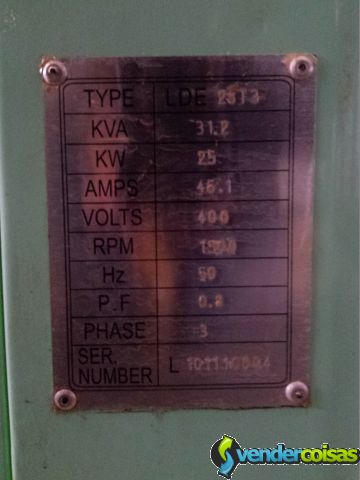 TYPE LDE 25T3
KVA 31.2
KW 25
AMPS 45.1
VOLTS 400
RPM 1500
Hz 50
P.F 0.8
PHASE 3
SER. NUMBER L
vendercoisas